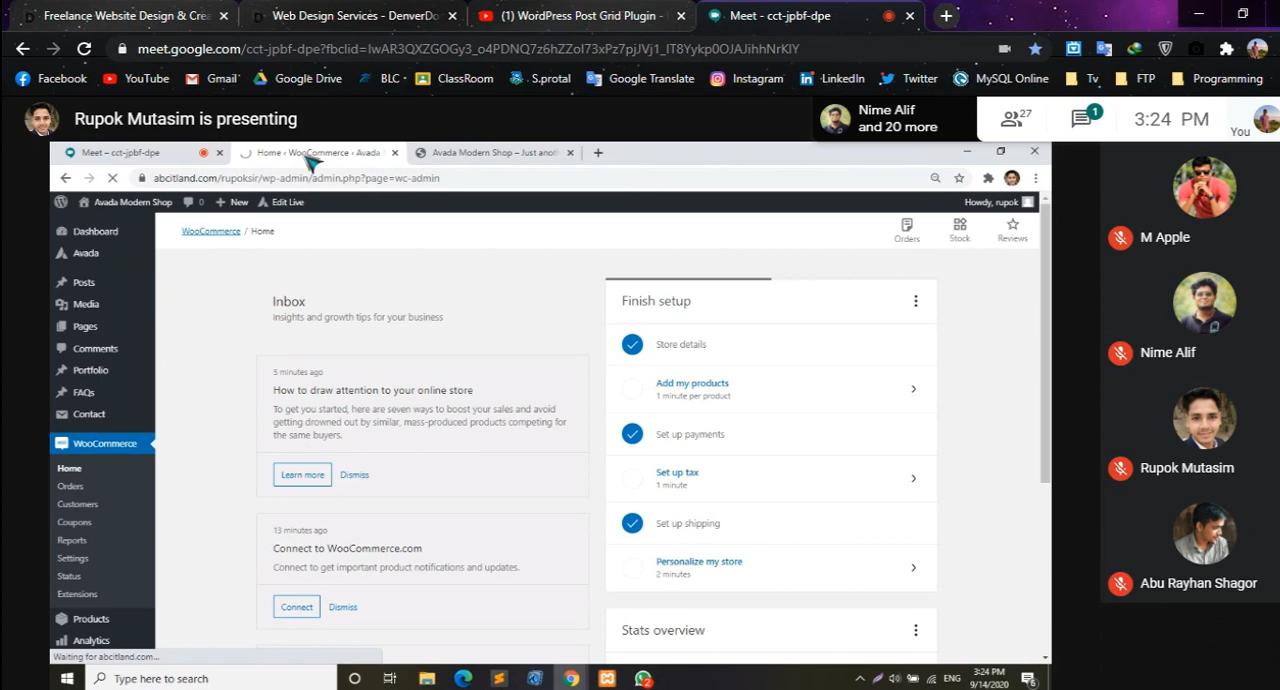 Freelance Website Design & Crea
Web Design Services - DenverDo
(1) WordPress Post Grid Plugin -
Meet - cct-jpbf-dpe
meet.google.com/cct-jpbf-dpe?fbclid=
Facebook
YouTube
Gmail
Google Drive
BLC -
ClassRoom
S.protal
Google Translate
Instagram
LinkedIn
Twitter
MySQL Online
Tv
FTP
Programming
Rupok Mutasim is presenting
Nime Alif
and 20 more
27
1
3:24 PM
You
Meet – cct-jpbf-dpe
Home ‹ WooCommerce ‹ Avada
Avada Modern Shop – Just anot
abcitland.com/rupoksir/wp-admin/admin.php?page=wc-admin
Avada Modern Shop
0
New
Edit Live
Howdy, rupok
Dashboard
Avada
Posts
Media
Pages
Comments
Portfolio
FAQs
Contact
WooCommerce
Home
Orders
Customers
Coupons
Reports
Settings
Status
Extensions
Products
Analytics
WooCommerce / Home
Orders
Stock
Reviews
Inbox
Insights and growth tips for your business
5 minutes ago
How to draw attention to your online store
To get you started, here are seven ways to boost your sales and avoid
getting drowned out by similar, mass-produced products competing for
the same buyers.
Learn more
Dismiss
13 minutes ago
Connect to WooCommerce.com
Connect to get important product notifications and updates.
Connect
Dismiss
Finish setup
Store details
Add my products
1 minute per product
Set up payments
Set up tax
1 minute
Set up shipping
Personalize my store
2 minutes
Stats overview
M Apple
Nime Alif
Rupok Mutasim
Abu Rayhan Shagor
Waiting for abcitland.com...
Type here to search
2
ENG
3:24 PM
9/14/2020
6